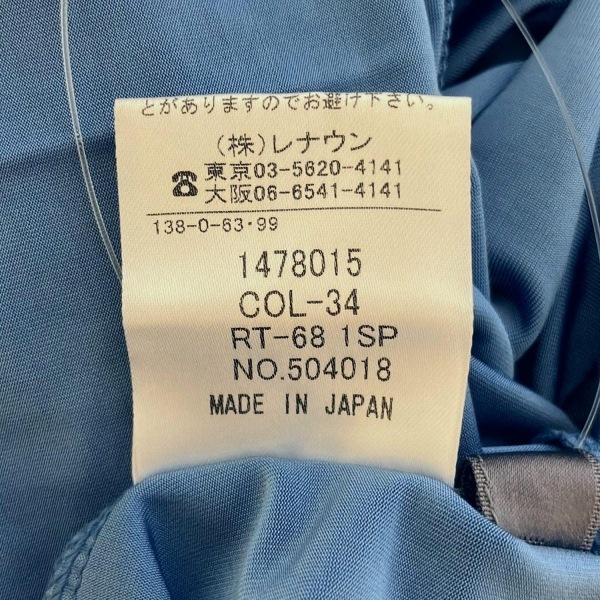 とがありますのでお避け下さい。
(株)レナウン
☎東京03-5620-4141
大阪06-6541-4141
138-0-63・99
1478015
COL-34
RT-68 1SP
NO.504018
MADE IN JAPAN